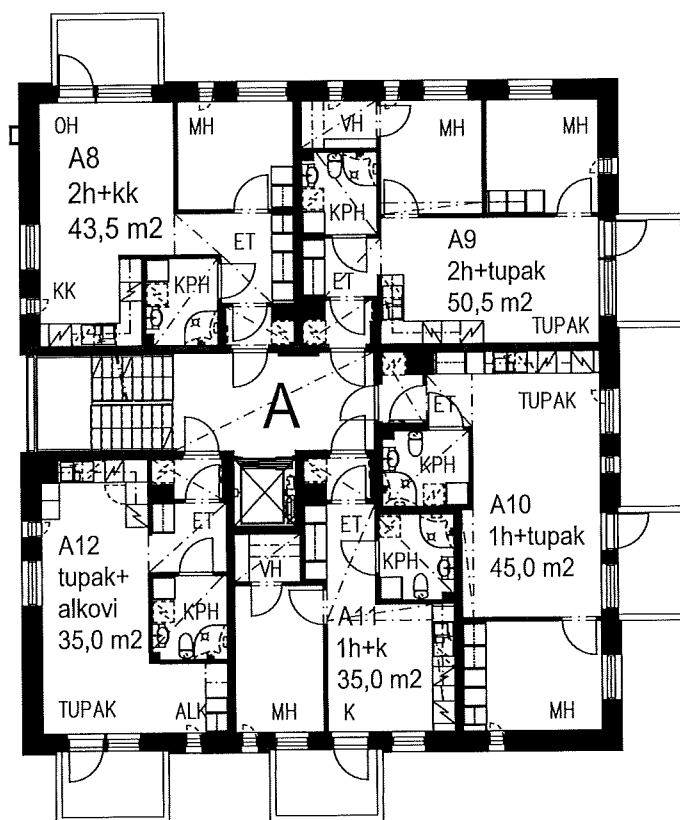 OH
MH
A8
2h+kk
43,5 m2
ET
KK
KPH
VH
MH
MH
KPH
ET
A9
2h+tupak
50,5 m2
TUPAK
A
TUPAK
ET
KPH
A10
1h+tupak
45,0 m2
MH
ET
A12
tupak+
alkovi
35,0 m2
KPH
TUPAK
ALK
VH
MH
ET
KPH
A11
1h+k
35,0 m2
K